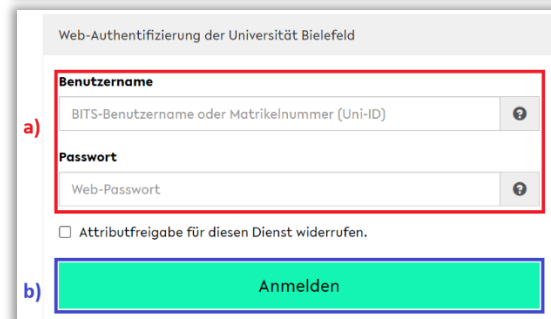 Web-Authentifizierung der Universität Bielefeld
Benutzername
a)
BITS-Benutzername oder Matrikelnummer (Uni-ID)
?
Passwort
Web-Passwort
?
Attributfreigabe für diesen Dienst widerrufen.
b)
Anmelden